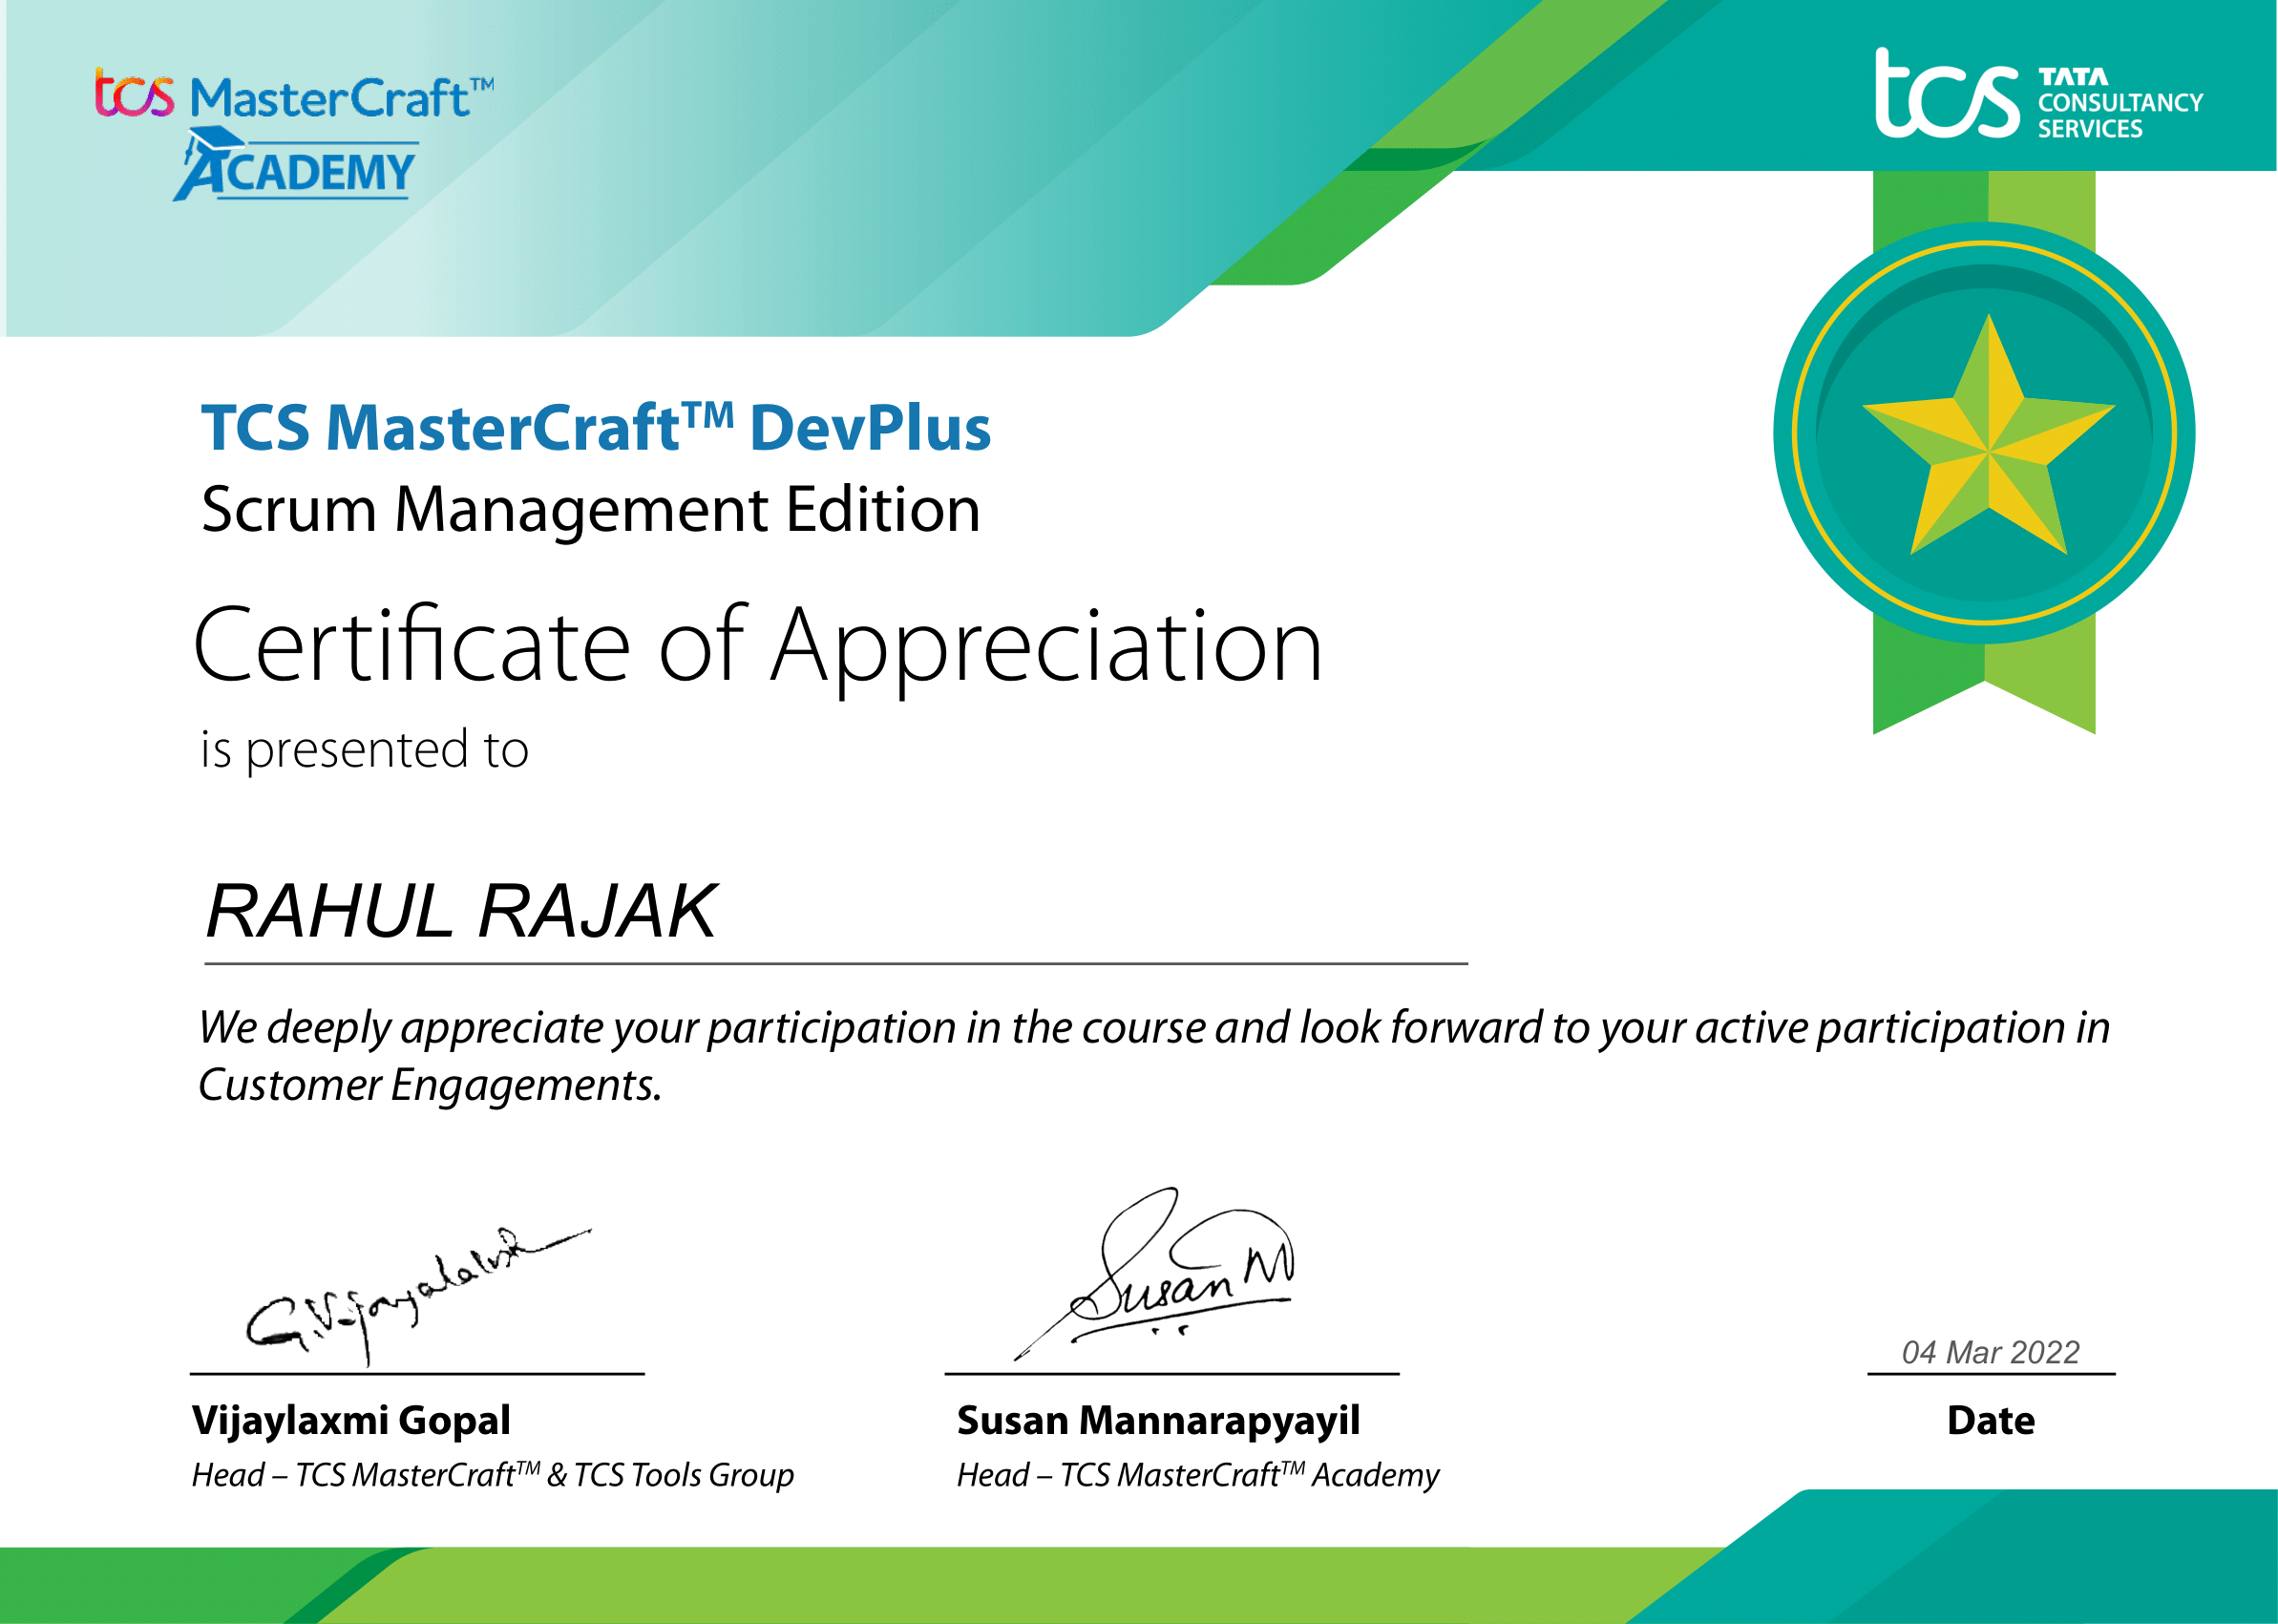 tcs MasterCraft™
ACADEMY
tcs TATA
CONSULTANCY
SERVICES
TCS MasterCraft™ DevPlus
Scrum Management Edition
Certificate of Appreciation
is presented to
RAHUL RAJAK
We deeply appreciate your participation in the course and look forward to your active participation in
Customer Engagements.
G.Vijayalakshmi
Susan M
04 Mar 2022
Vijaylaxmi Gopal
Susan Mannarapyayil
Date
Head – TCS MasterCraft™ & TCS Tools Group
Head – TCS MasterCraft™ Academy